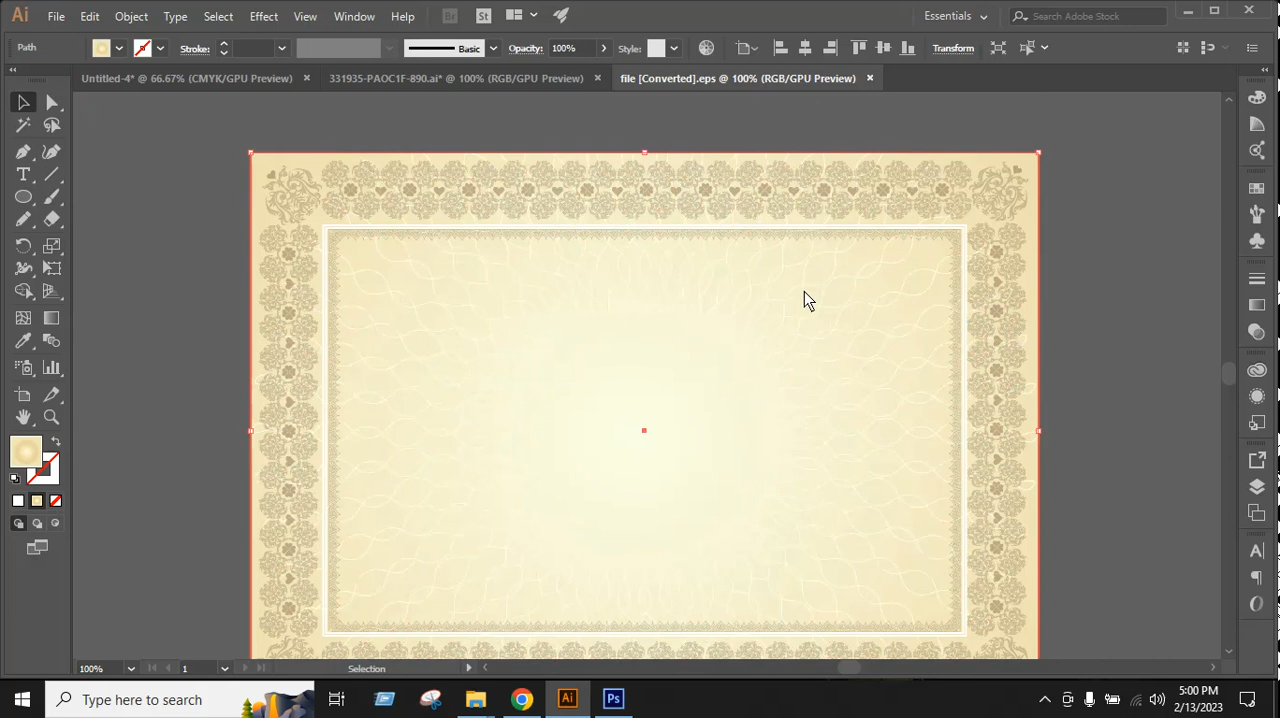 Ai File Edit Object Type Select Effect View Window Help Br St Essentials Search Adobe Stock
Path Stroke: Basic Opacity: 100% Style: Transform
Untitled-4* @ 66.67% (CMYK/GPU Preview) × 331935-PAOC1F-890.ai* @ 100% (RGB/GPU Preview) × file [Converted].eps @ 100% (RGB/GPU Preview) ×
100% 1 Selection
Type here to search Ai Ps 5:00 PM
2/13/2023